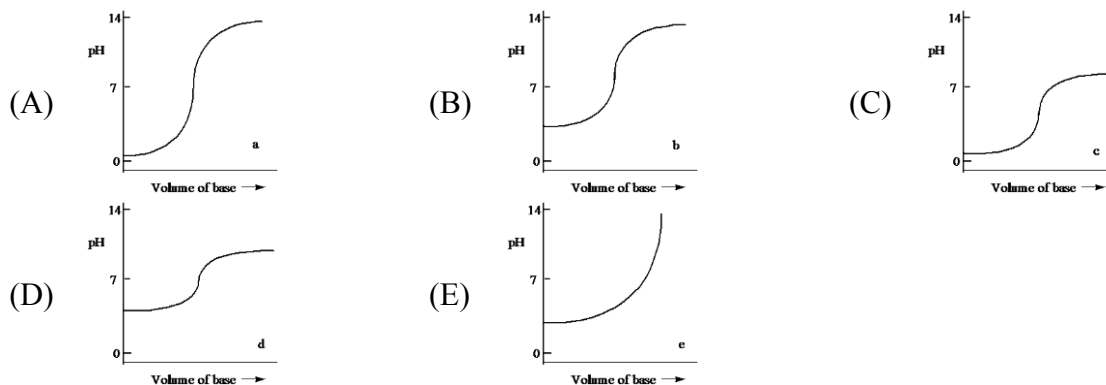 14
pH
7
0
(A)
a
Volume of base →
14
pH
7
0
(B)
b
Volume of base →
14
pH
7
0
(C)
c
Volume of base →
14
pH
7
0
(D)
d
Volume of base →
14
pH
7
0
(E)
e
Volume of base →